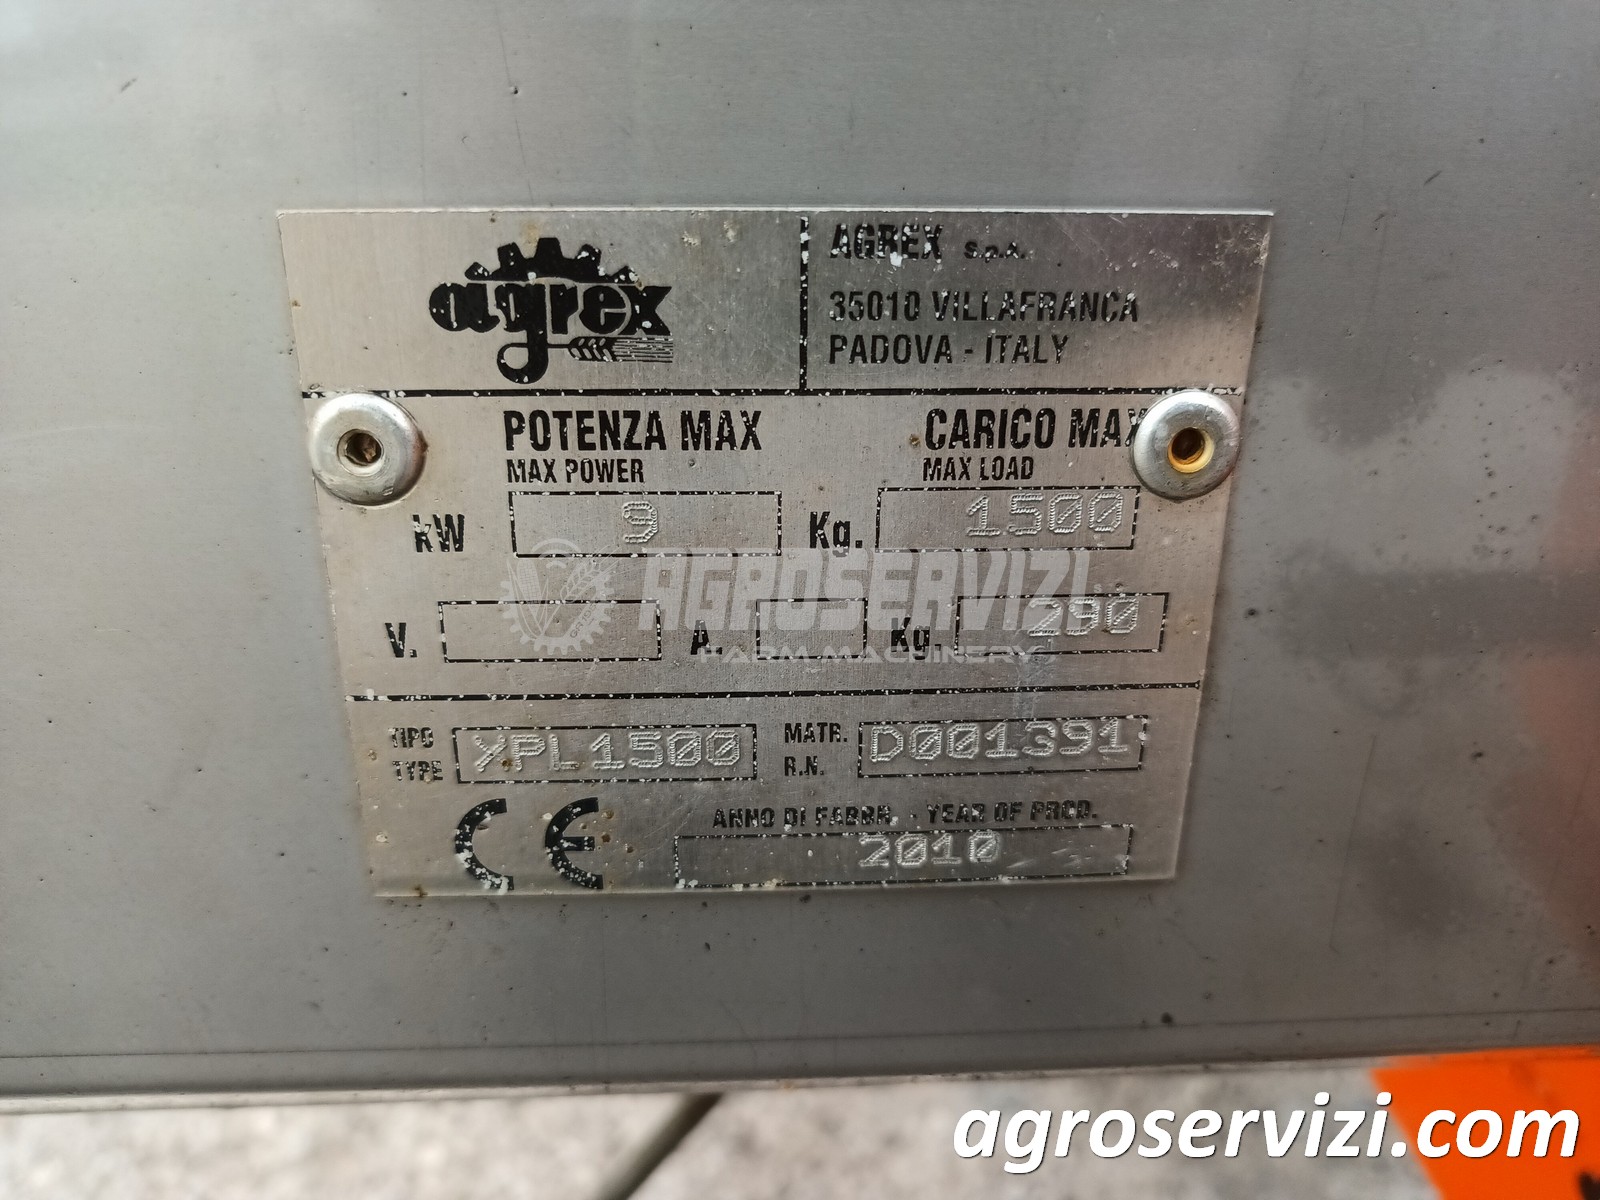 agrex
AGREX S.p.A.
35010 VILLAFRANCA
PADOVA - ITALY
POTENZA MAX
MAX POWER
CARICO MAX
MAX LOAD
kW 9 Kg. 1500
V. A. Kg 290
AGROSERVIZI
FARM MACHINERY
TIPO
TYPE
XPL1500
MATR.
R.N.
D001391
CE
ANNO DI FABBR. - YEAR OF PROD.
2010
agroservizi.com